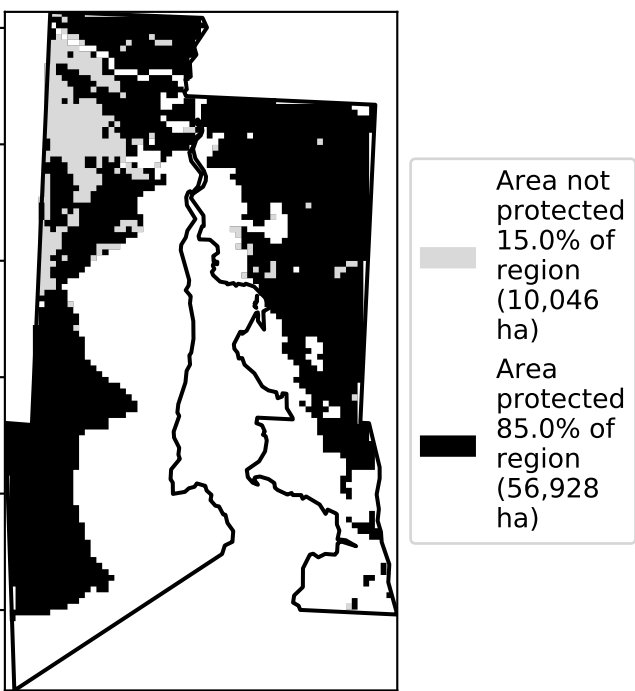 Area not
protected
15.0% of
region
(10,046
ha)
Area
protected
85.0% of
region
(56,928
ha)